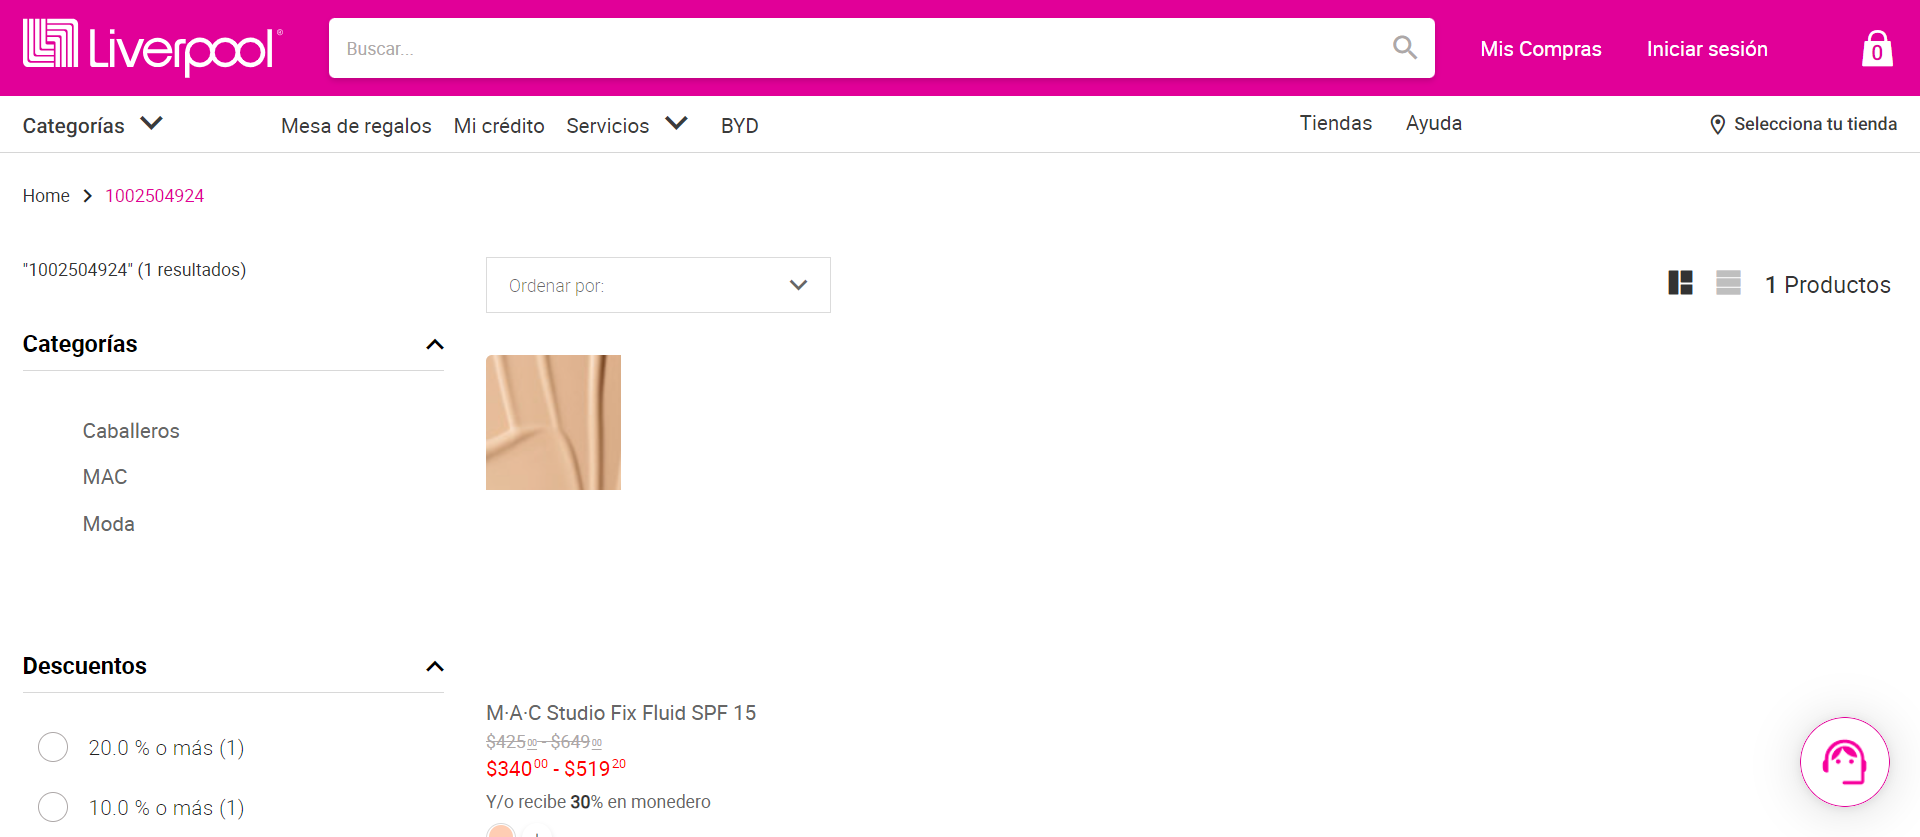 Liverpool®
Buscar...
Mis Compras
Iniciar sesión
0
Categorías
Mesa de regalos
Mi crédito
Servicios
BYD
Tiendas
Ayuda
Selecciona tu tienda
Home
1002504924
"1002504924" (1 resultados)
Ordenar por:
1 Productos
Categorías
Caballeros
MAC
Moda
Descuentos
20.0 % o más (1)
10.0 % o más (1)
M·A·C Studio Fix Fluid SPF 15
$425.00 - $649.00
$340.00 - $519.20
Y/o recibe 30% en monedero